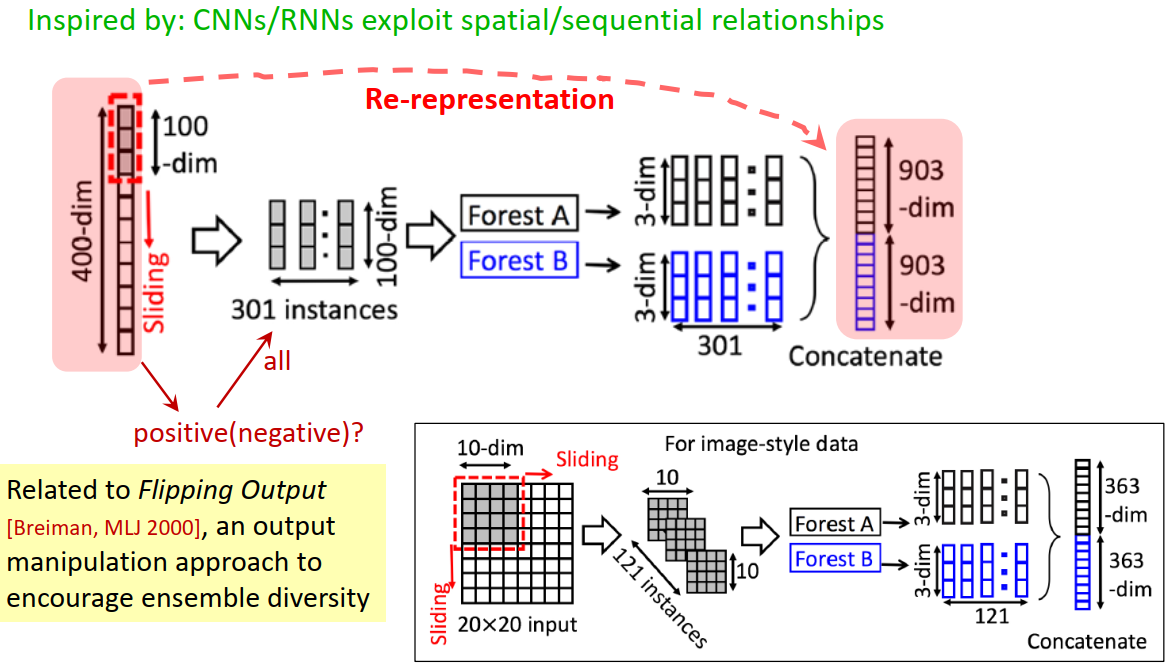 Inspired by: CNNs/RNNs exploit spatial/sequential relationships
Re-representation
400-dim
100
-dim
Sliding
301 instances
100-dim
Forest A
Forest B
3-dim
3-dim
301
Concatenate
903
-dim
903
-dim
all
positive(negative)?
Related to Flipping Output
[Breiman, MLJ 2000], an output
manipulation approach to
encourage ensemble diversity
For image-style data
10-dim
Sliding
Sliding
20×20 input
10
10
121 instances
Forest A
Forest B
3-dim
3-dim
121
363
-dim
363
-dim
Concatenate